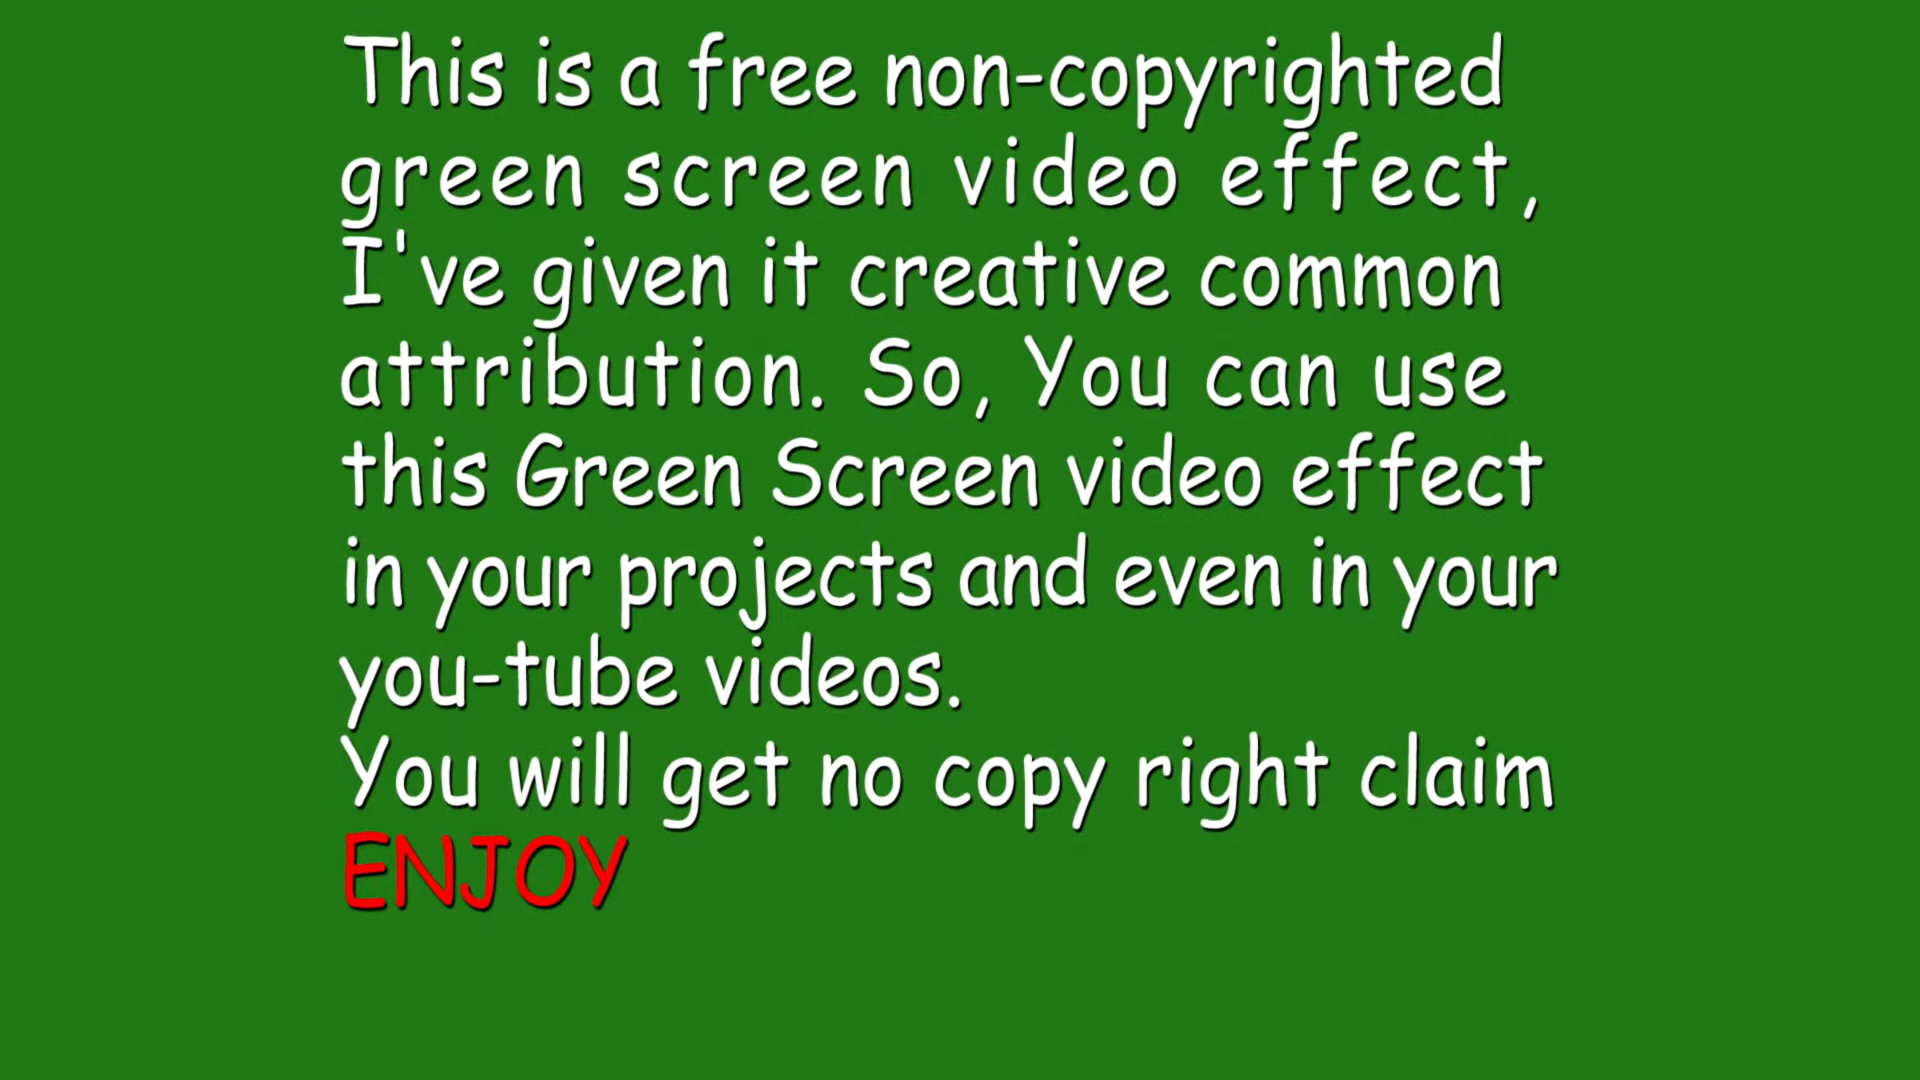 This is a free non-copyrighted
green screen video effect,
I've given it creative common
attribution. So, You can use
this Green Screen video effect
in your projects and even in your
you-tube videos.
You will get no copy right claim
ENJOY